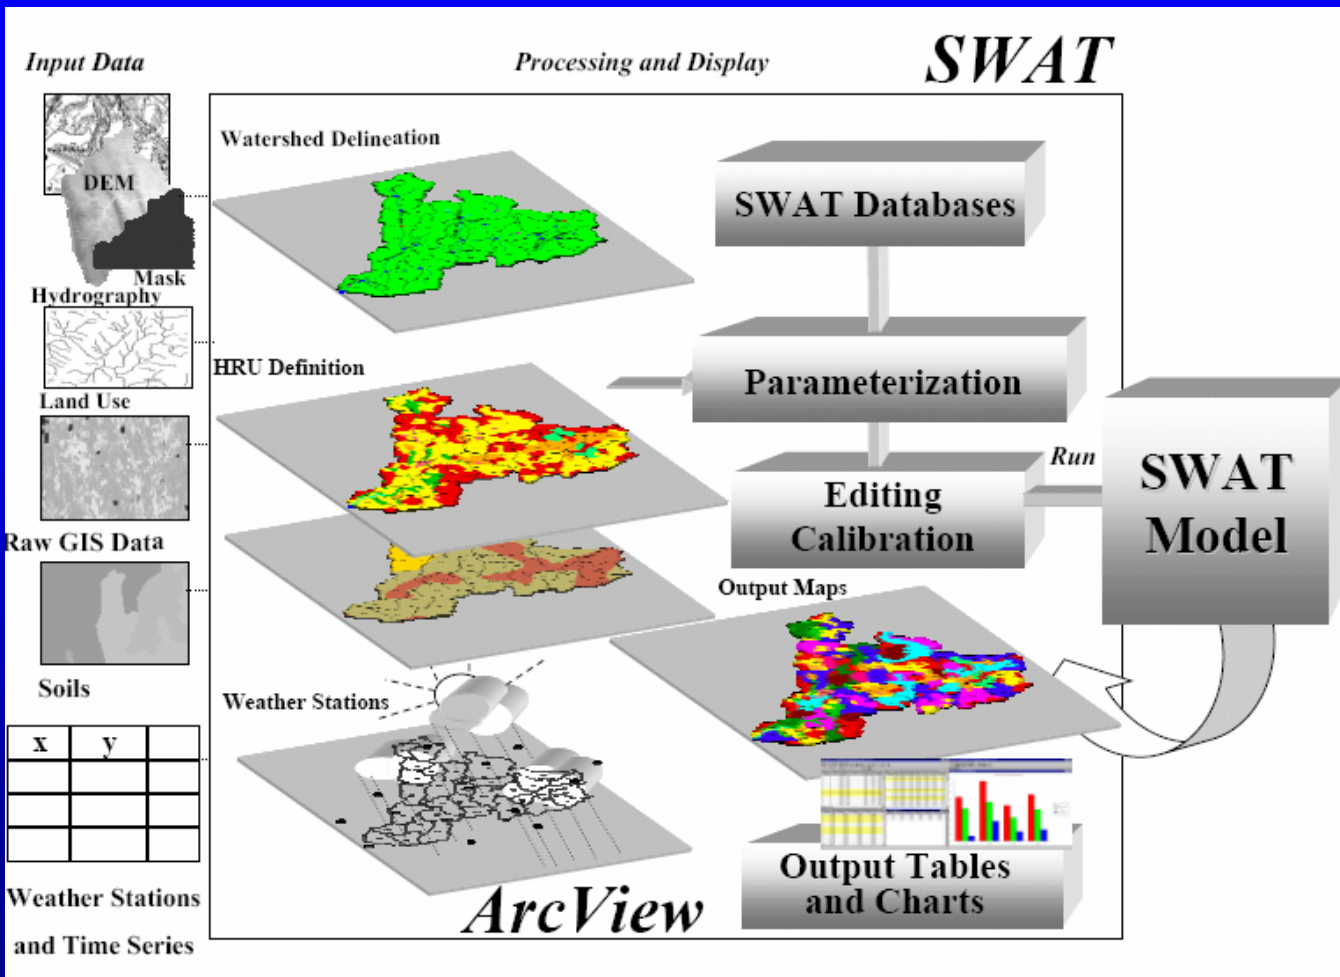 SWAT
Input Data
Processing and Display
DEM
Mask
Hydrography
Land Use
Raw GIS Data
Soils
x y
Weather Stations
and Time Series
Watershed Delineation
HRU Definition
Weather Stations
ArcView
SWAT Databases
Parameterization
Editing
Calibration
Run
SWAT
Model
Output Maps
Output Tables
and Charts